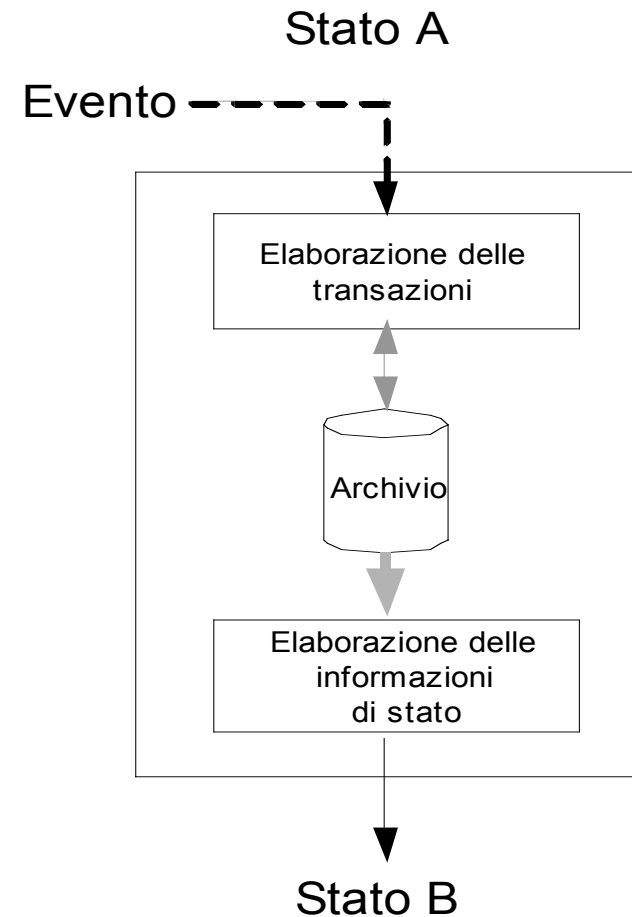 Stato A
Evento
Elaborazione delle
transazioni
Archivio
Elaborazione delle
informazioni
di stato
Stato B